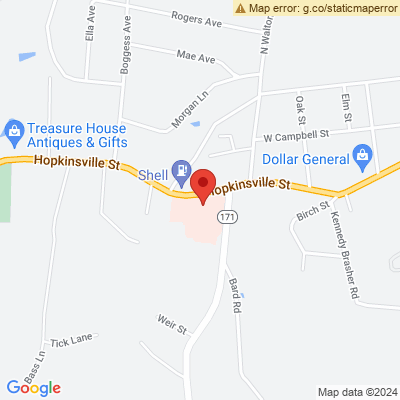 Map error: g.co/staticmaperror
Rogers Ave
Ella Ave
Boggess Ave
Mae Ave
N Walton
Morgan Ln
Oak St
Elm St
Treasure House
Antiques & Gifts
W Campbell St
Dollar General
Hopkinsville St
Shell
Hopkinsville St
171
Birch St
Kennedy Brasher Rd
Bard Rd
Weir St
Tick Lane
Bass Ln
Google
Map data ©2024